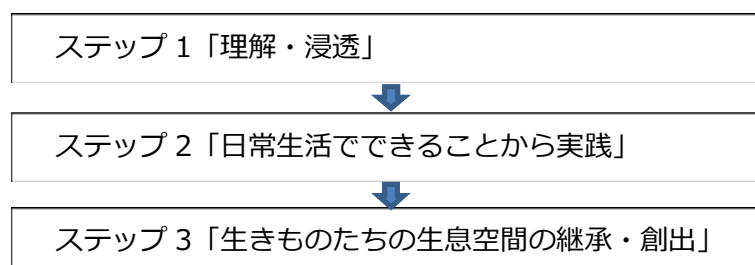 ステップ1「理解・浸透」
ステップ2「日常生活でできることから実践」
ステップ3「生きものたちの生息空間の継承・創出」